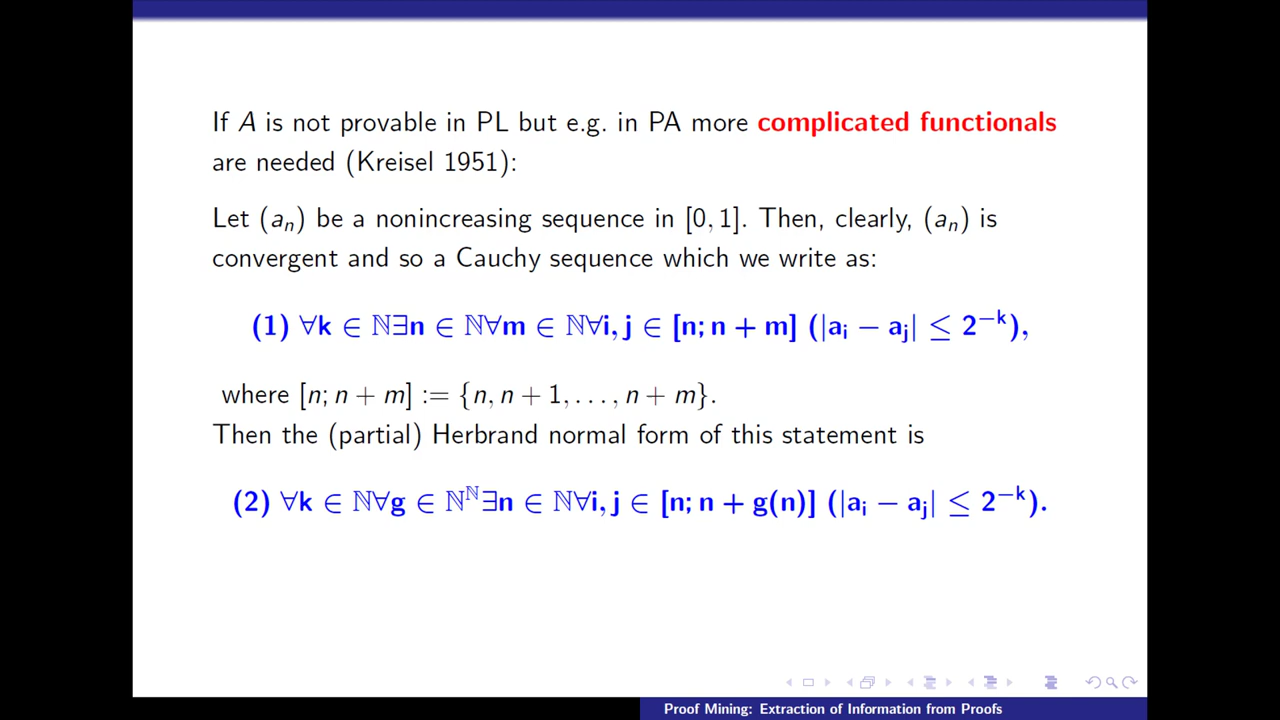 If A is not provable in PL but e.g. in PA more complicated functionals
are needed (Kreisel 1951):
Let (aₙ) be a nonincreasing sequence in [0, 1]. Then, clearly, (aₙ) is
convergent and so a Cauchy sequence which we write as:
(1) ∀k ∈ ℕ∃n ∈ ℕ∀m ∈ ℕ∀i, j ∈ [n; n + m] (|aᵢ − aⱼ| ≤ 2⁻ᵏ),
where [n; n + m] := {n, n + 1, . . . , n + m}.
Then the (partial) Herbrand normal form of this statement is
(2) ∀k ∈ ℕ∀g ∈ ℕ^ℕ∃n ∈ ℕ∀i, j ∈ [n; n + g(n)] (|aᵢ − aⱼ| ≤ 2⁻ᵏ).
Proof Mining: Extraction of Information from Proofs